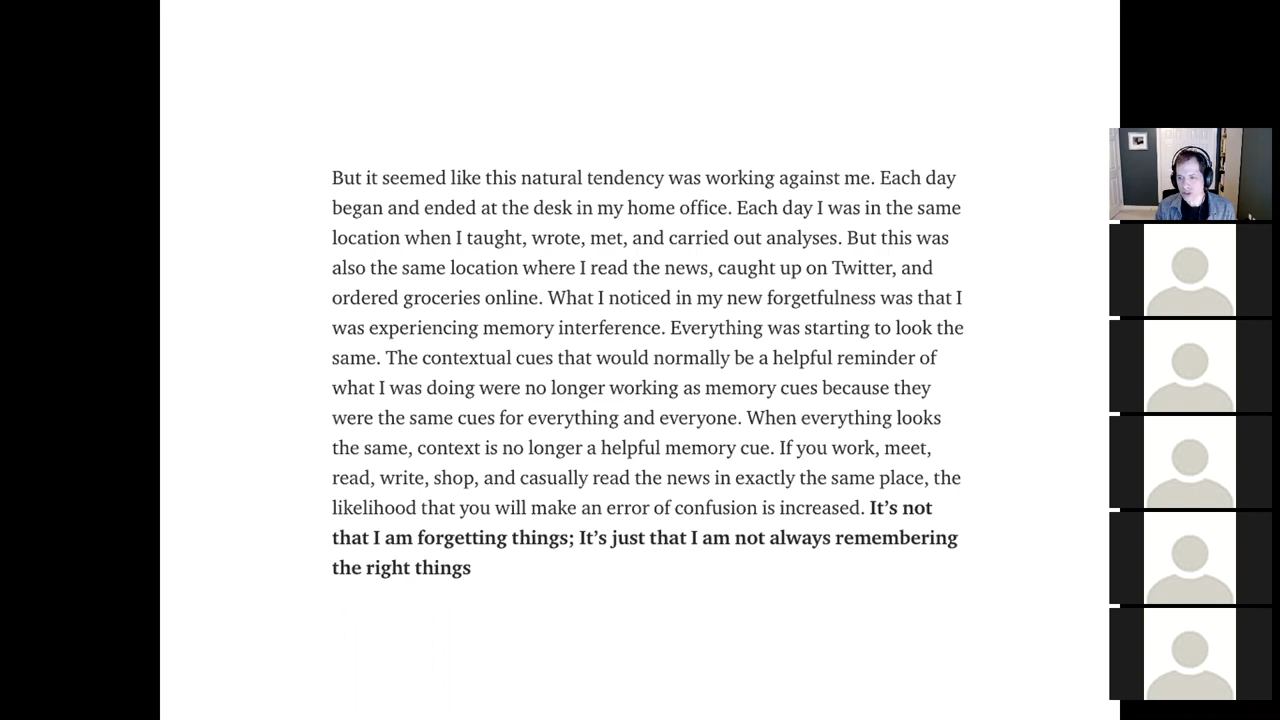 But it seemed like this natural tendency was working against me. Each day
began and ended at the desk in my home office. Each day I was in the same
location when I taught, wrote, met, and carried out analyses. But this was
also the same location where I read the news, caught up on Twitter, and
ordered groceries online. What I noticed in my new forgetfulness was that I
was experiencing memory interference. Everything was starting to look the
same. The contextual cues that would normally be a helpful reminder of
what I was doing were no longer working as memory cues because they
were the same cues for everything and everyone. When everything looks
the same, context is no longer a helpful memory cue. If you work, meet,
read, write, shop, and casually read the news in exactly the same place, the
likelihood that you will make an error of confusion is increased. It’s not
that I am forgetting things; It’s just that I am not always remembering
the right things